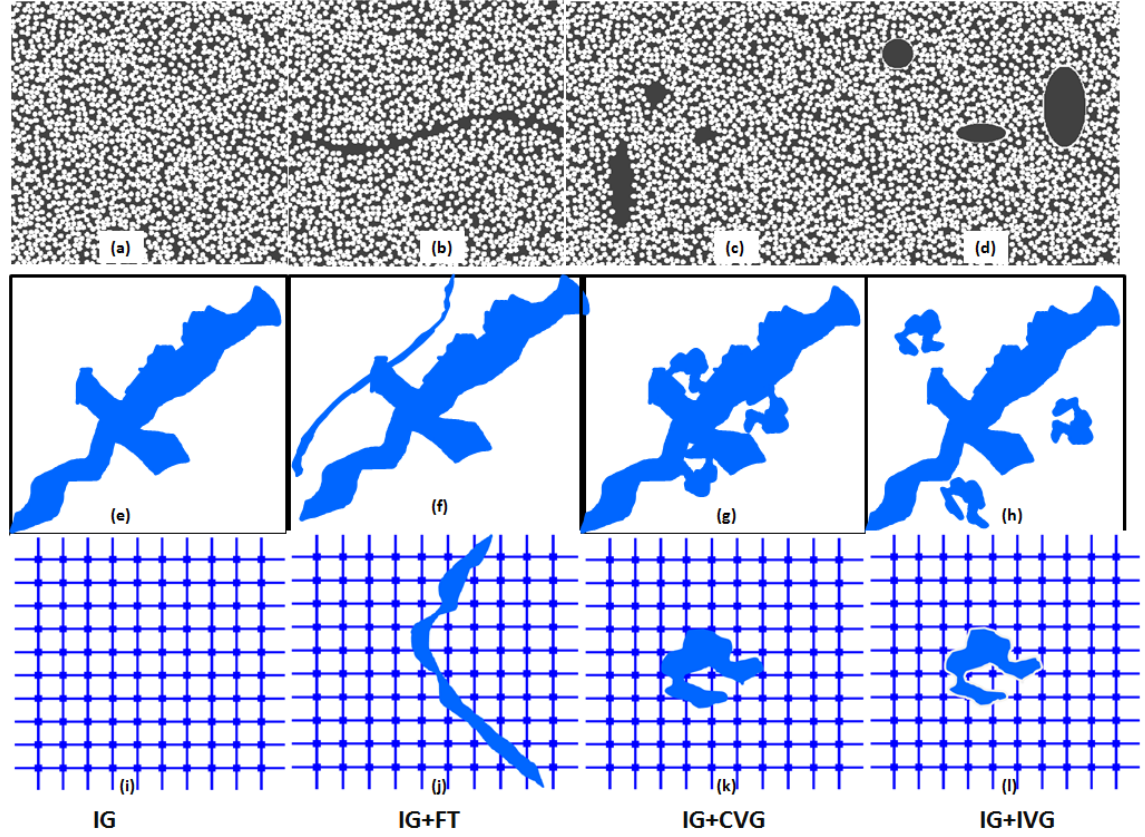 (a)
(b)
(c)
(d)
(e)
(f)
(g)
(h)
(i)
(j)
(k)
(l)
IG
IG+FT
IG+CVG
IG+IVG